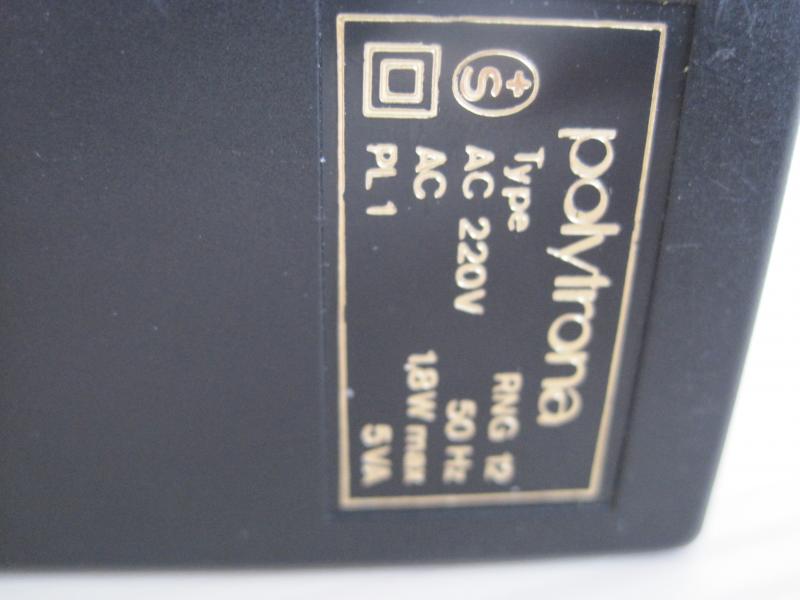 polytrona
Type RNG 12
AC 220V 50 Hz
AC 1,8W max
PL 1 5VA
+S